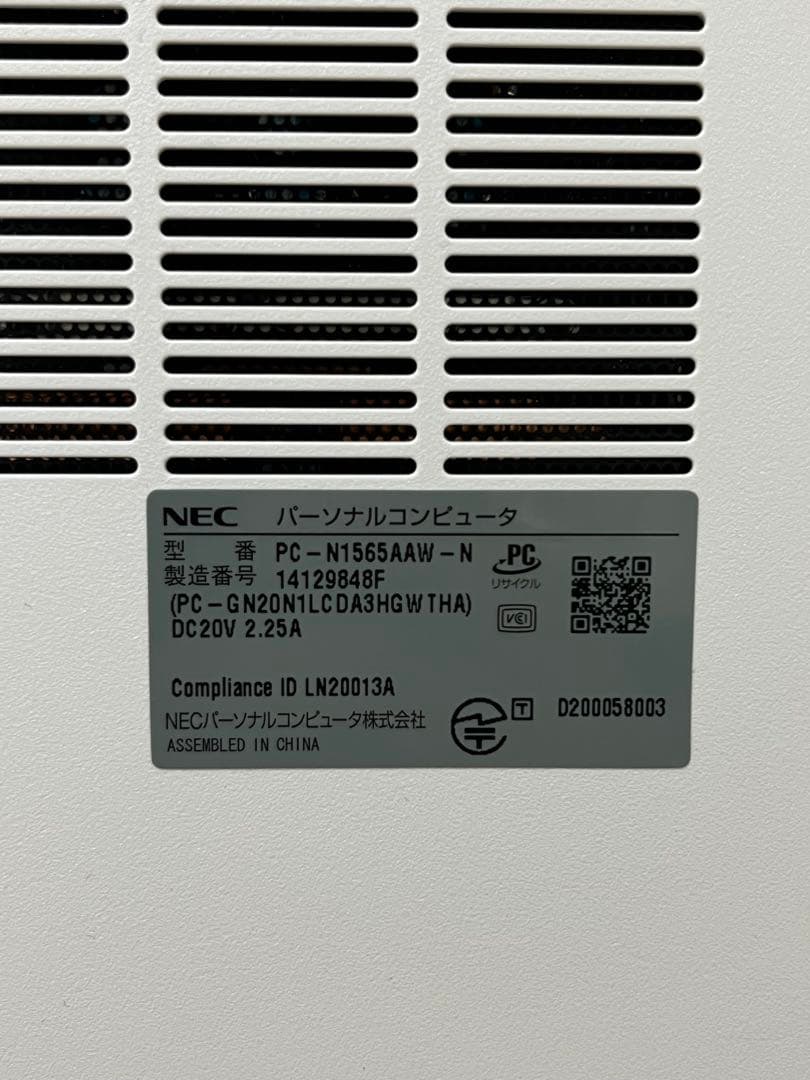 NEC パーソナルコンピュータ
型 番 PC-N1565AAW-N
製造番号 14129848F
(PC-GN20N1LCDA3HGWTHA)
DC20V 2.25A
PC
リサイクル
VCI
Compliance ID LN20013A
NECパーソナルコンピュータ株式会社
ASSEMBLED IN CHINA
T D200058003